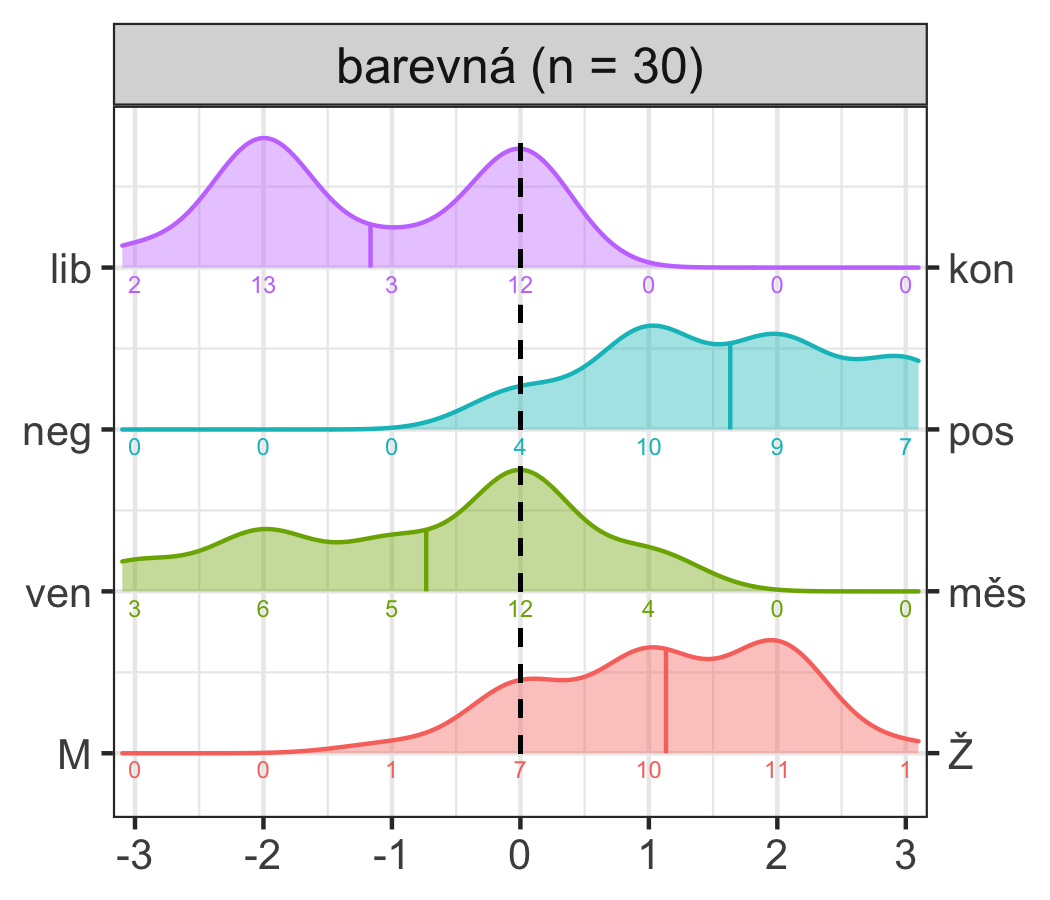 barevná (n = 30)
lib kon
2 13 3 12 0 0 0
neg pos
0 0 0 4 10 9 7
ven měs
3 6 5 12 4 0 0
M Ž
0 0 1 7 10 11 1
-3 -2 -1 0 1 2 3